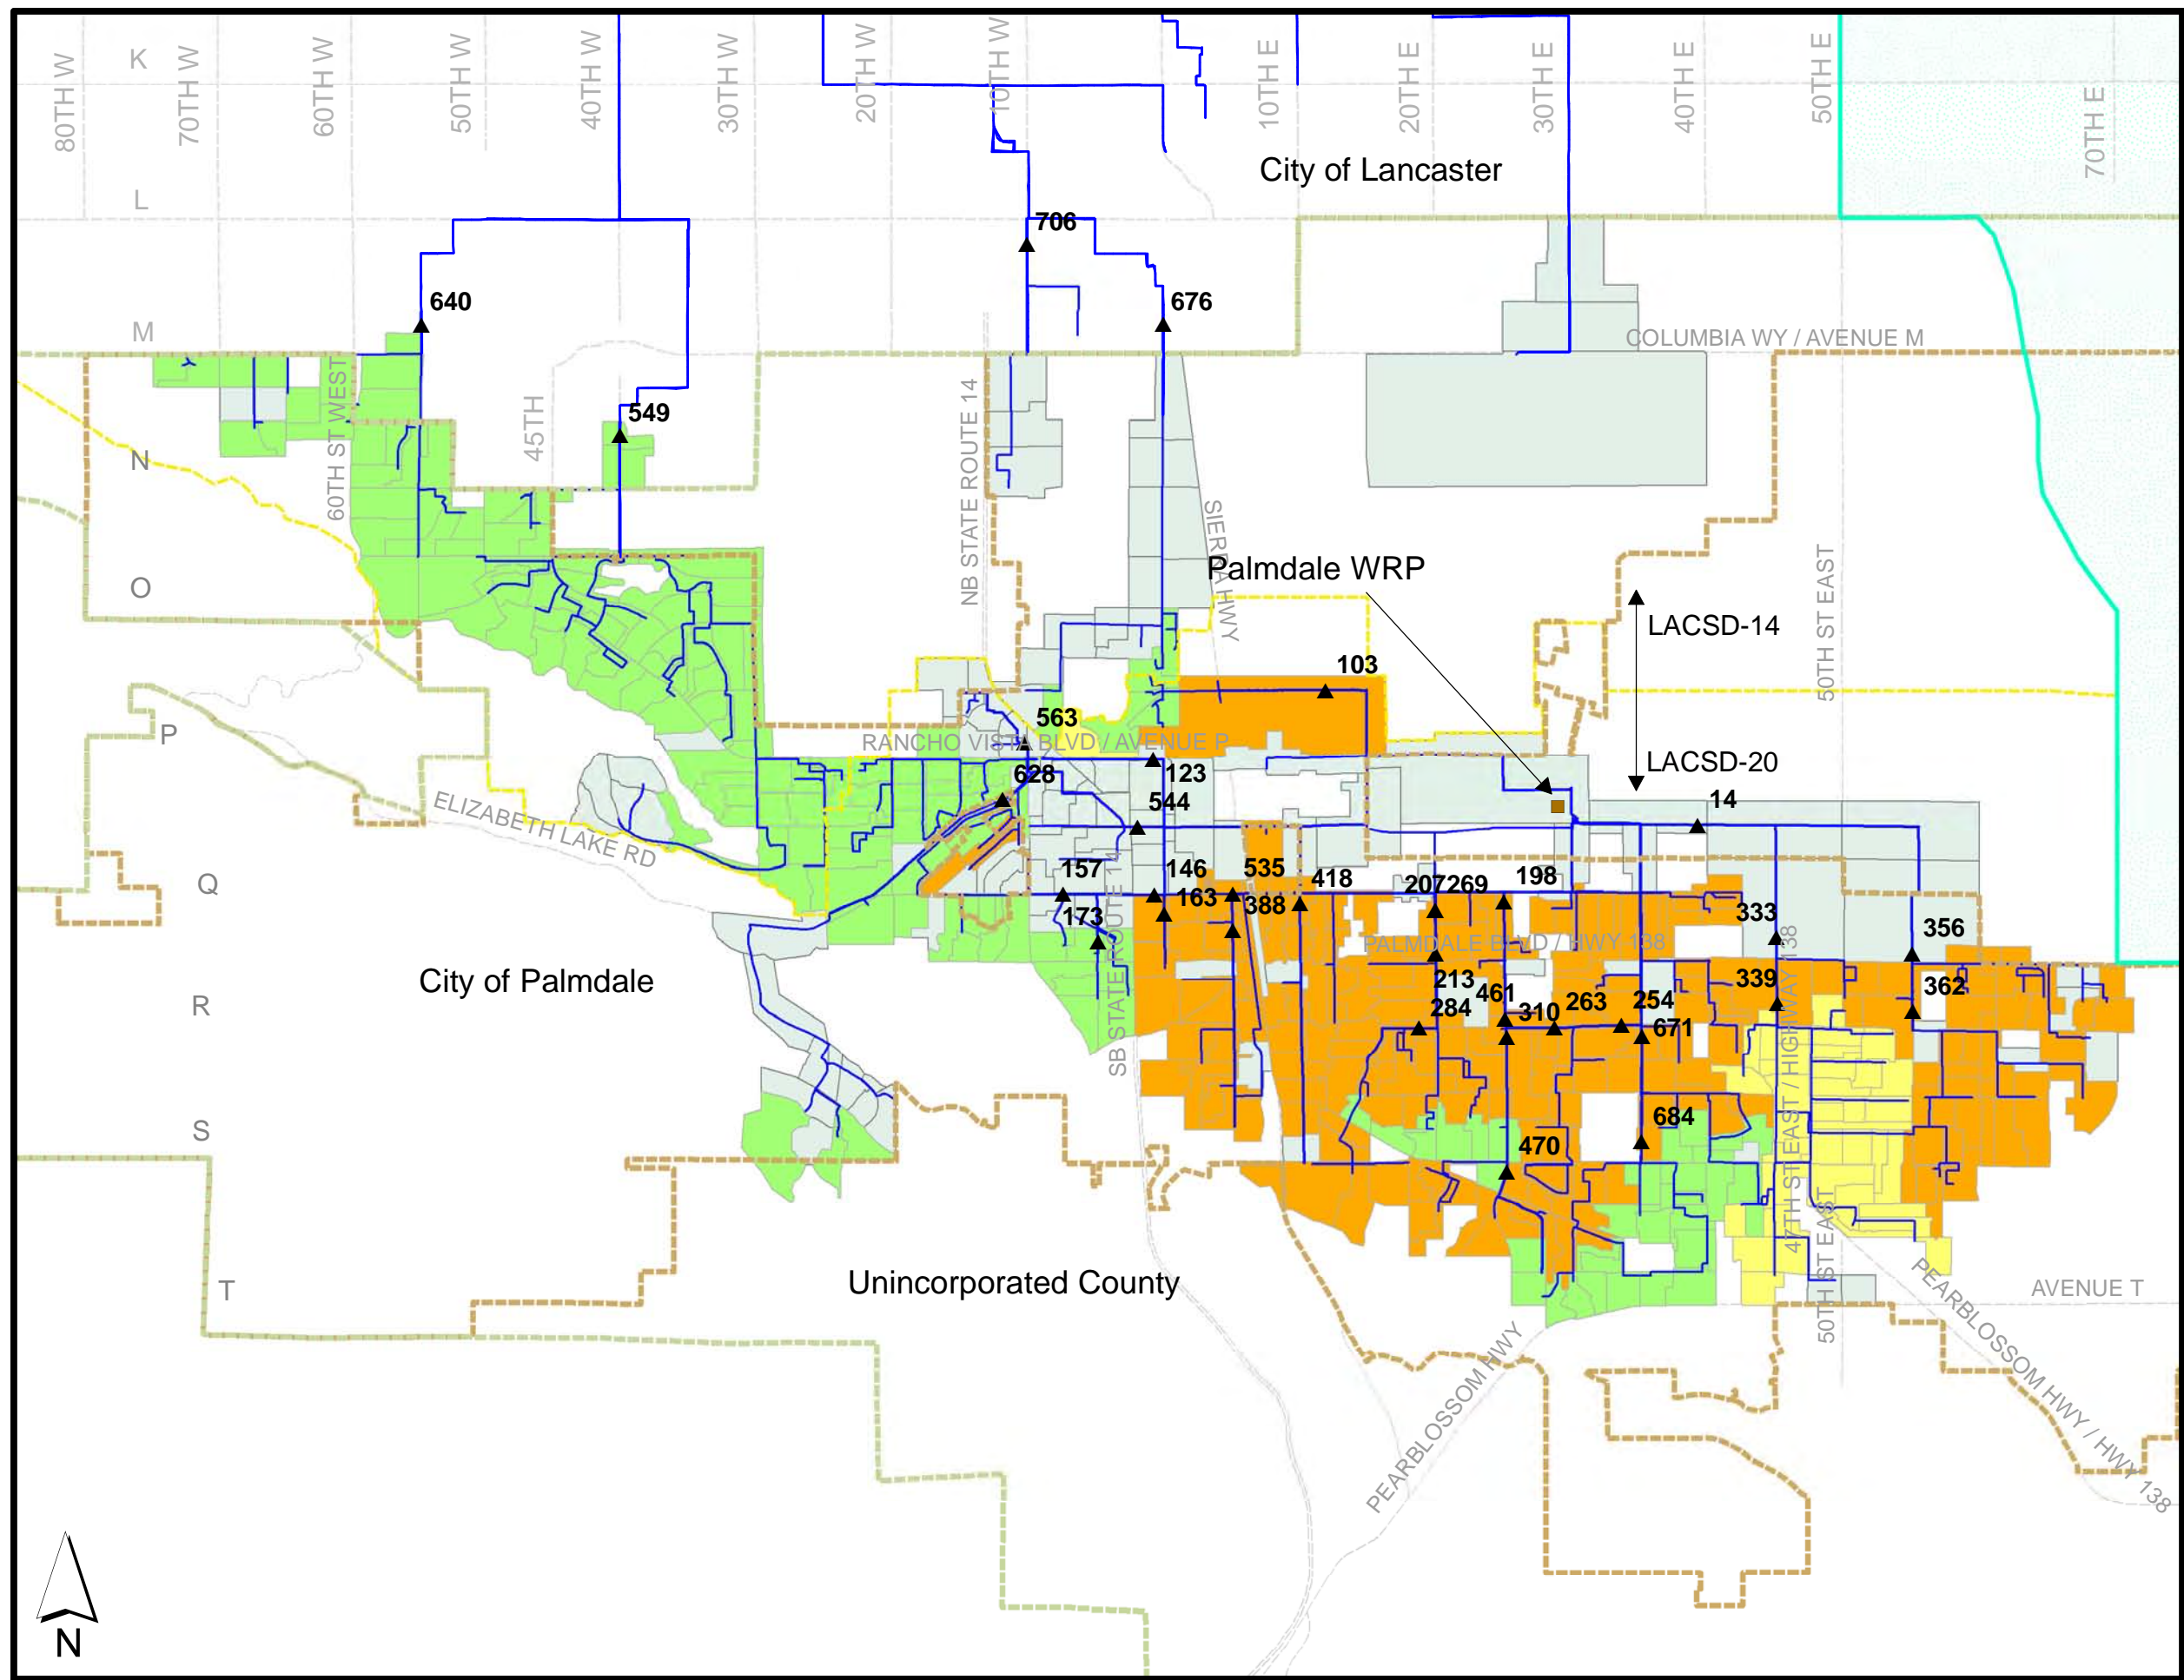 K
80TH W
70TH W
60TH W
50TH W
40TH W
30TH W
20TH W
10TH W
10TH E
20TH E
30TH E
40TH E
50TH E
70TH E
City of Lancaster
L
706
640
676
M
COLUMBIA WY / AVENUE M
549
60TH ST WEST
45TH
NB STATE ROUTE 14
N
SIERRA HWY
Palmdale WRP
50TH ST EAST
O
LACSD-14
103
563
P
RANCHO VISTA BLVD / AVENUE P
628
123
LACSD-20
544
14
ELIZABETH LAKE RD
157
146
535
418
207
269
198
Q
163
388
333
173
356
PALMDALE BLVD / HWY 138
City of Palmdale
213
461
339
362
R
284
310
263
254
671
SB STATE ROUTE 14
47TH ST EAST / HIGHWAY 138
684
S
470
50TH ST EAST
Unincorporated County
T
AVENUE T
PEARBLOSSOM HWY
PEARBLOSSOM HWY / HWY 138
N